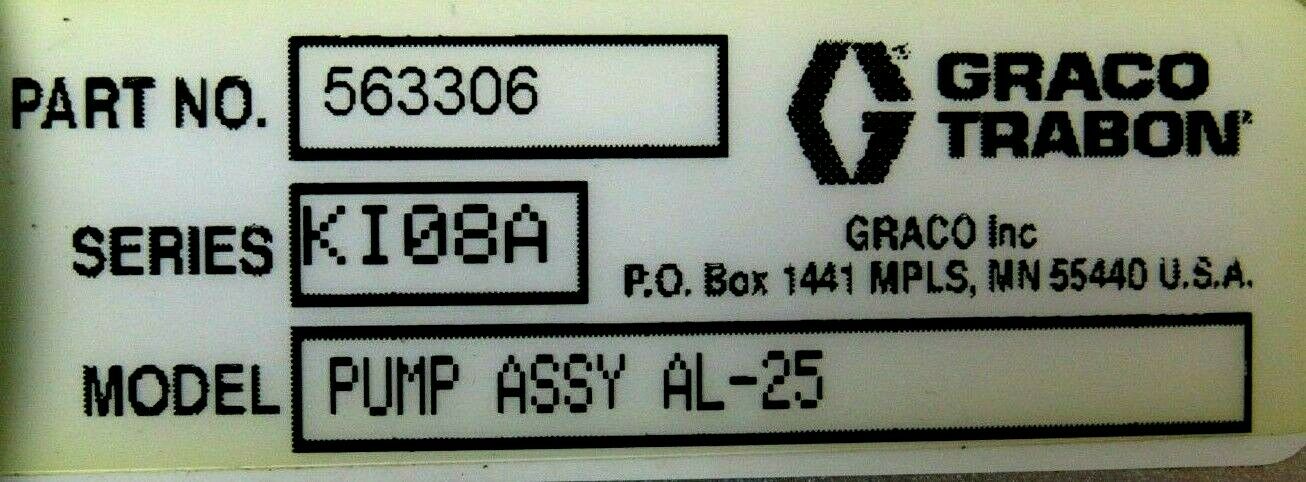 PART NO. 563306
GRACO
TRABON
SERIES KI08A
GRACO Inc
P.O. Box 1441 MPLS, MN 55440 U.S.A.
MODEL PUMP ASSY AL-25